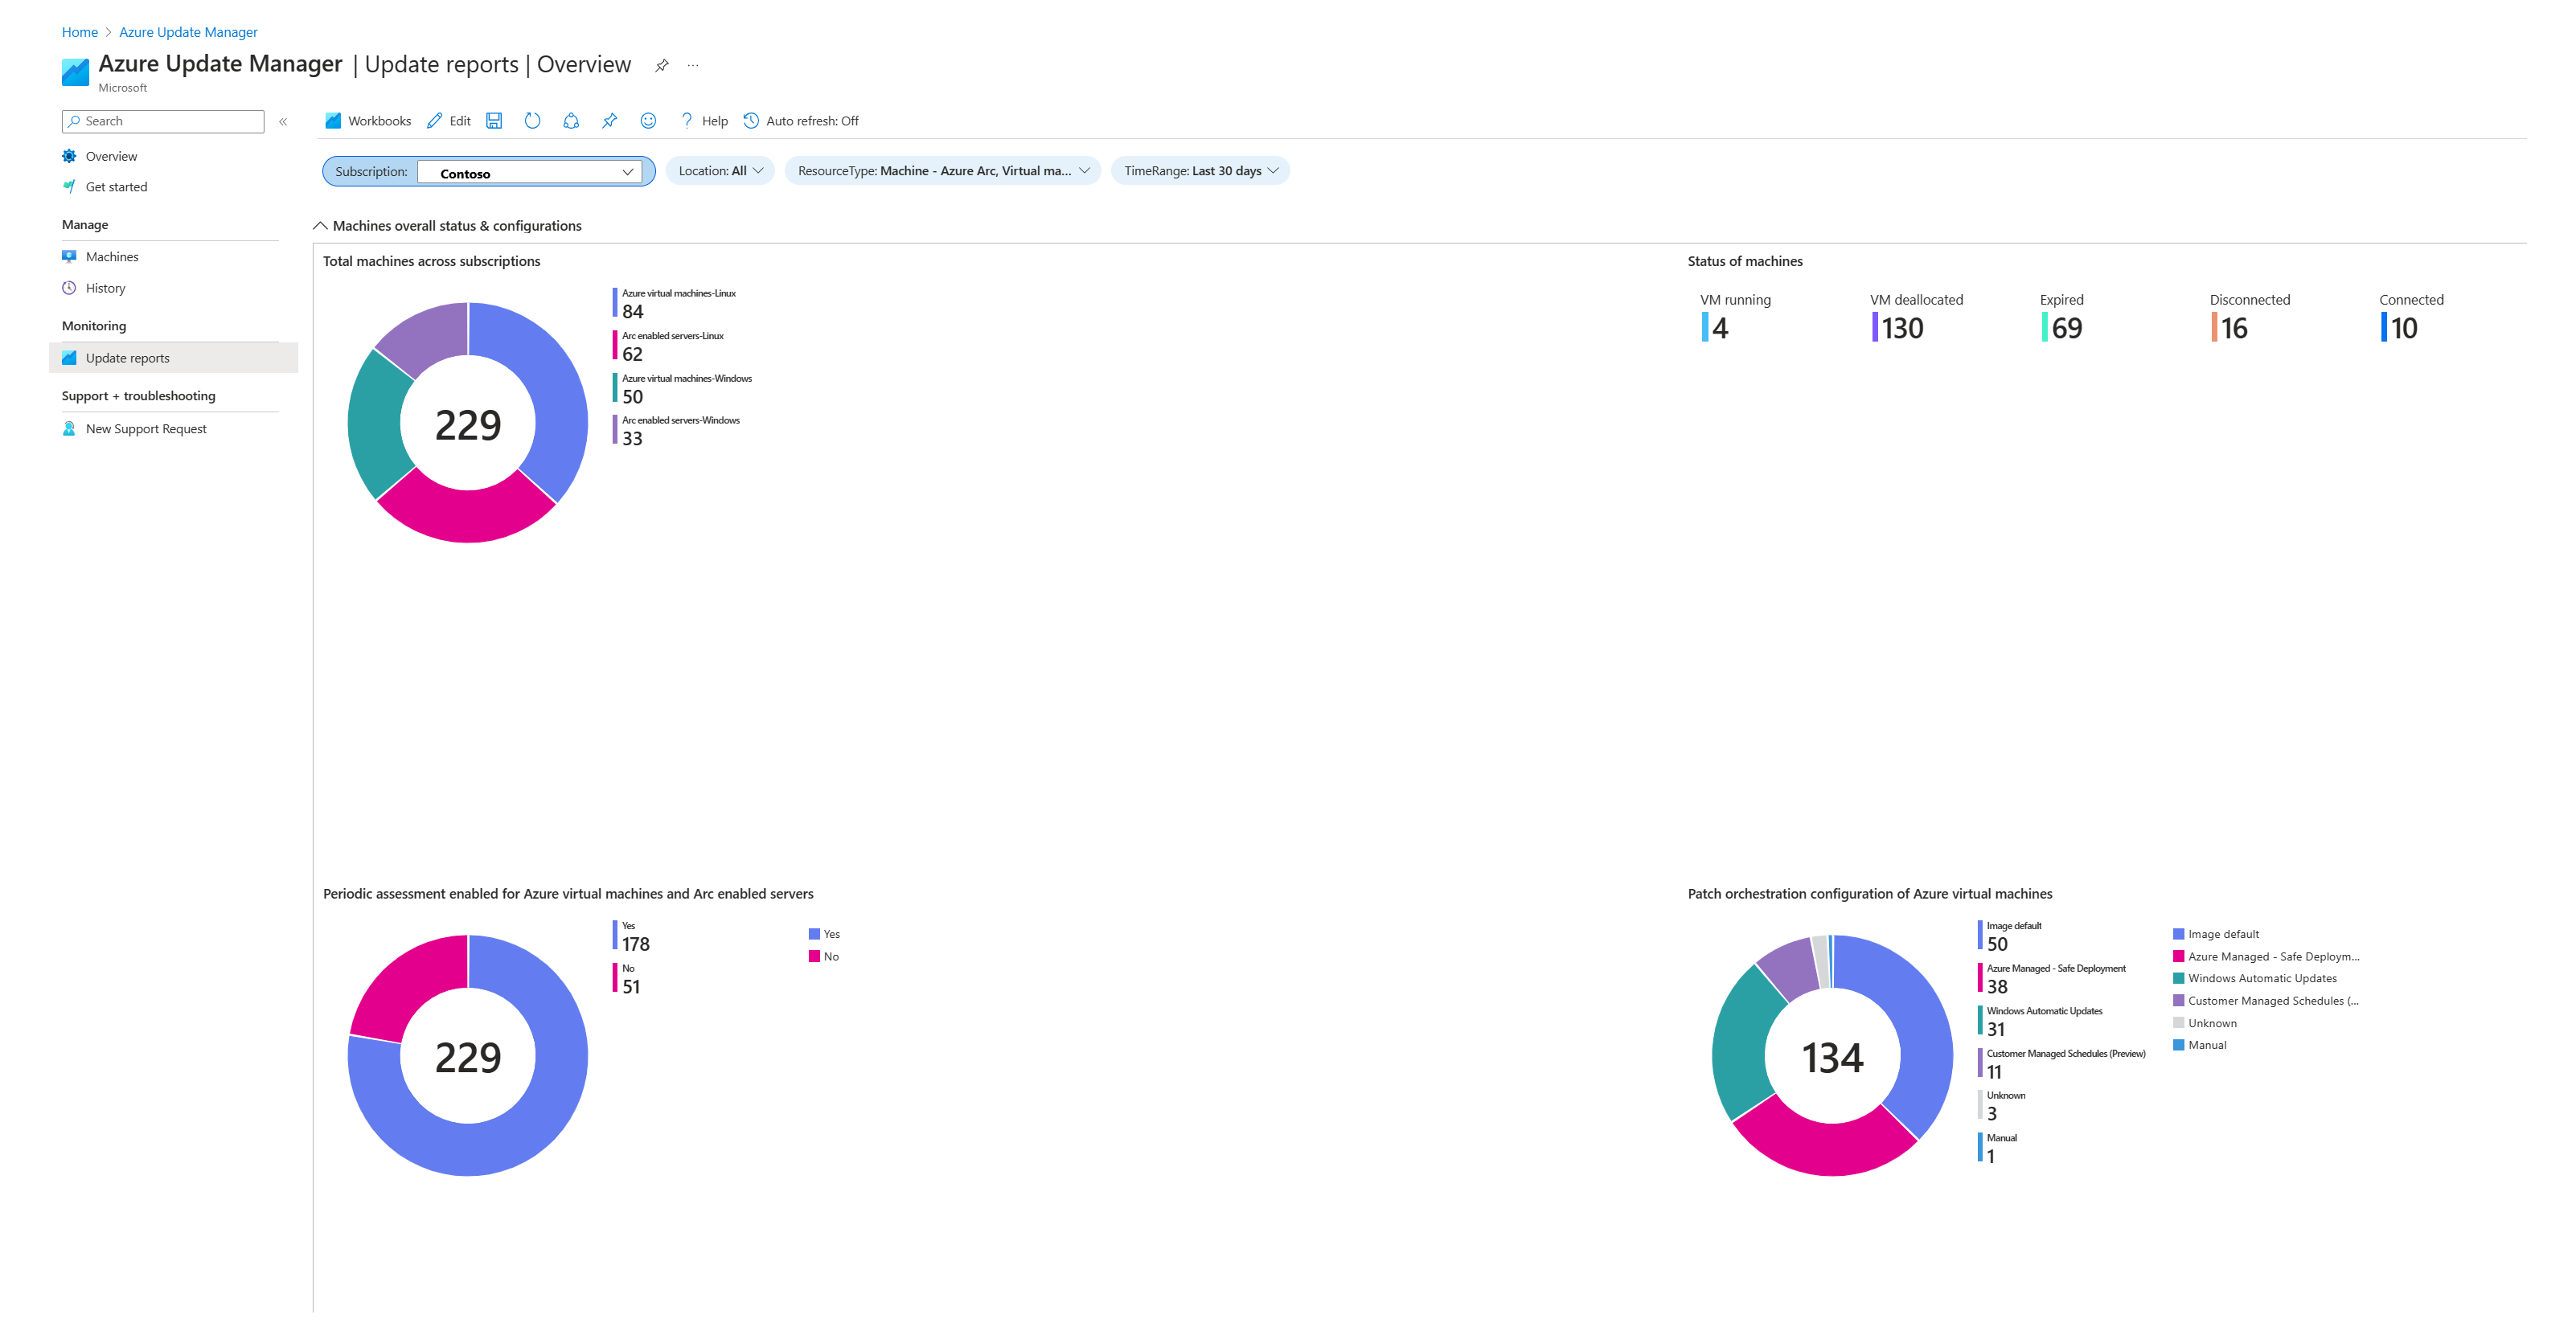 Home > Azure Update Manager
Azure Update Manager | Update reports | Overview ...
Microsoft
Search «
Workbooks Edit Help Auto refresh: Off
Overview
Get started
Manage
Machines
History
Monitoring
Update reports
Support + troubleshooting
New Support Request
Subscription: Contoso Location: All ResourceType: Machine - Azure Arc, Virtual ma... TimeRange: Last 30 days
Machines overall status & configurations
Total machines across subscriptions
229
Azure virtual machines-Linux
84
Arc enabled servers-Linux
62
Azure virtual machines-Windows
50
Arc enabled servers-Windows
33
Status of machines
VM running VM deallocated Expired Disconnected Connected
4 130 69 16 10
Periodic assessment enabled for Azure virtual machines and Arc enabled servers
229
Yes
178
No
51
Yes
No
Patch orchestration configuration of Azure virtual machines
134
Image default
50
Azure Managed - Safe Deployment
38
Windows Automatic Updates
31
Customer Managed Schedules (Preview)
11
Unknown
3
Manual
1
Image default
Azure Managed - Safe Deploym...
Windows Automatic Updates
Customer Managed Schedules (...
Unknown
Manual